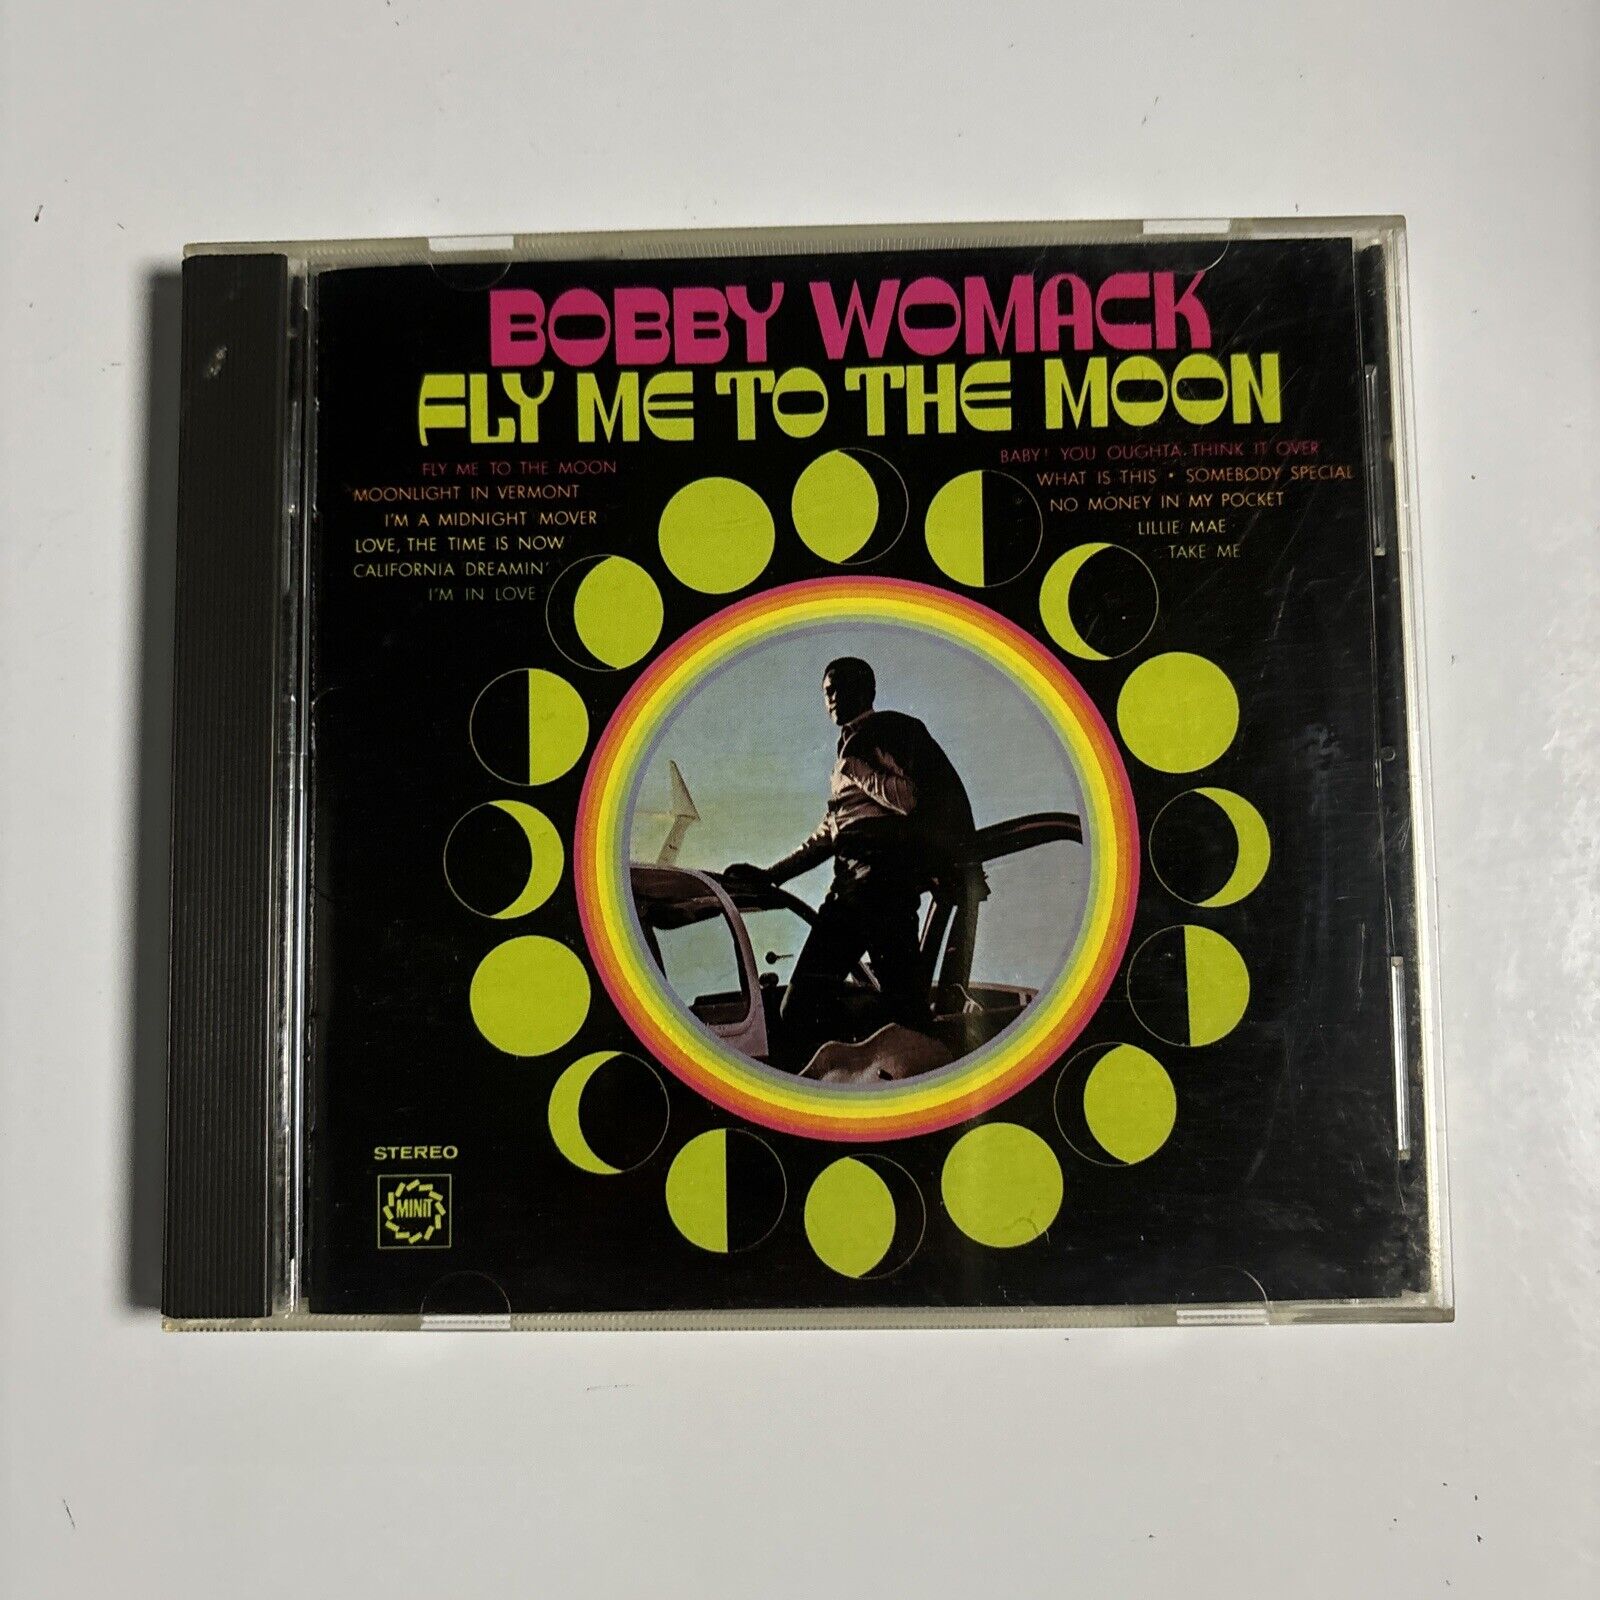 BOBBY WOMACK
FLY ME TO THE MOON
FLY ME TO THE MOON
MOONLIGHT IN VERMONT
I'M A MIDNIGHT MOVER
LOVE, THE TIME IS NOW
CALIFORNIA DREAMIN'
I'M IN LOVE
BABY! YOU OUGHTA THINK IT OVER
WHAT IS THIS • SOMEBODY SPECIAL
NO MONEY IN MY POCKET
LILLIE MAE
TAKE ME
STEREO
MINIT